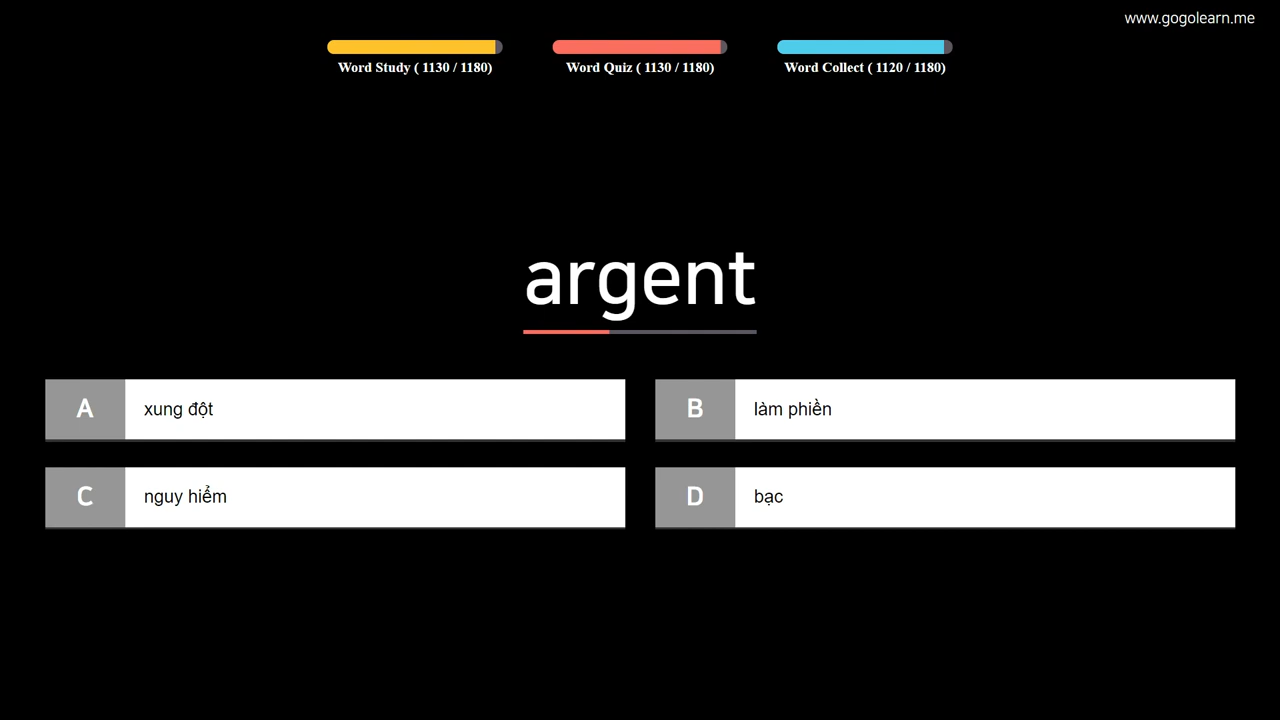 www.gogolearn.me
Word Study ( 1130 / 1180)
Word Quiz ( 1130 / 1180)
Word Collect ( 1120 / 1180)
argent
A xung đột
B làm phiền
C nguy hiểm
D bạc